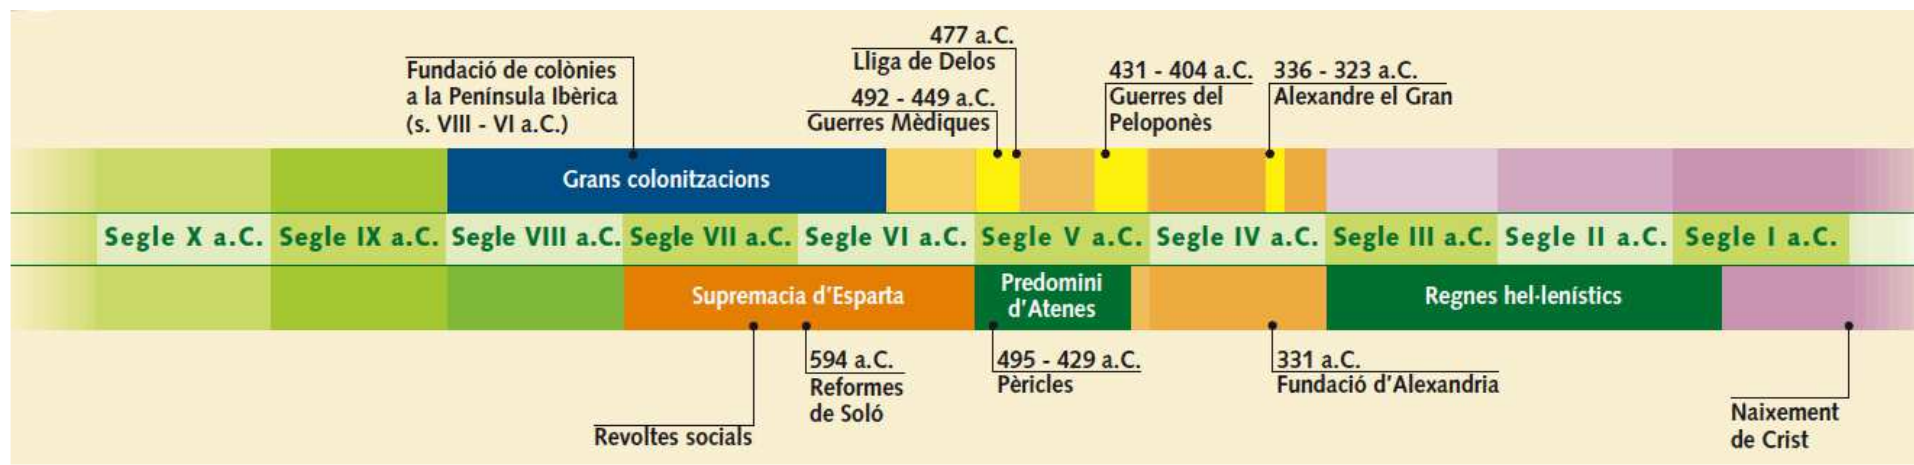 477 a.C.
Lliga de Delos
Fundació de colònies
a la Península Ibèrica
(s. VIII - VI a.C.)
492 - 449 a.C.
Guerres Mèdiques
431 - 404 a.C.
Guerres del
Peloponès
336 - 323 a.C.
Alexandre el Gran
Grans colonitzacions
Segle X a.C. Segle IX a.C. Segle VIII a.C. Segle VII a.C. Segle VI a.C. Segle V a.C. Segle IV a.C. Segle III a.C. Segle II a.C. Segle I a.C.
Supremacia d'Esparta
Predomini
d'Atenes
Regnes hel·lenístics
594 a.C.
Reformes
de Soló
Revoltes socials
495 - 429 a.C.
Pèricles
331 a.C.
Fundació d'Alexandria
Naixement
de Crist